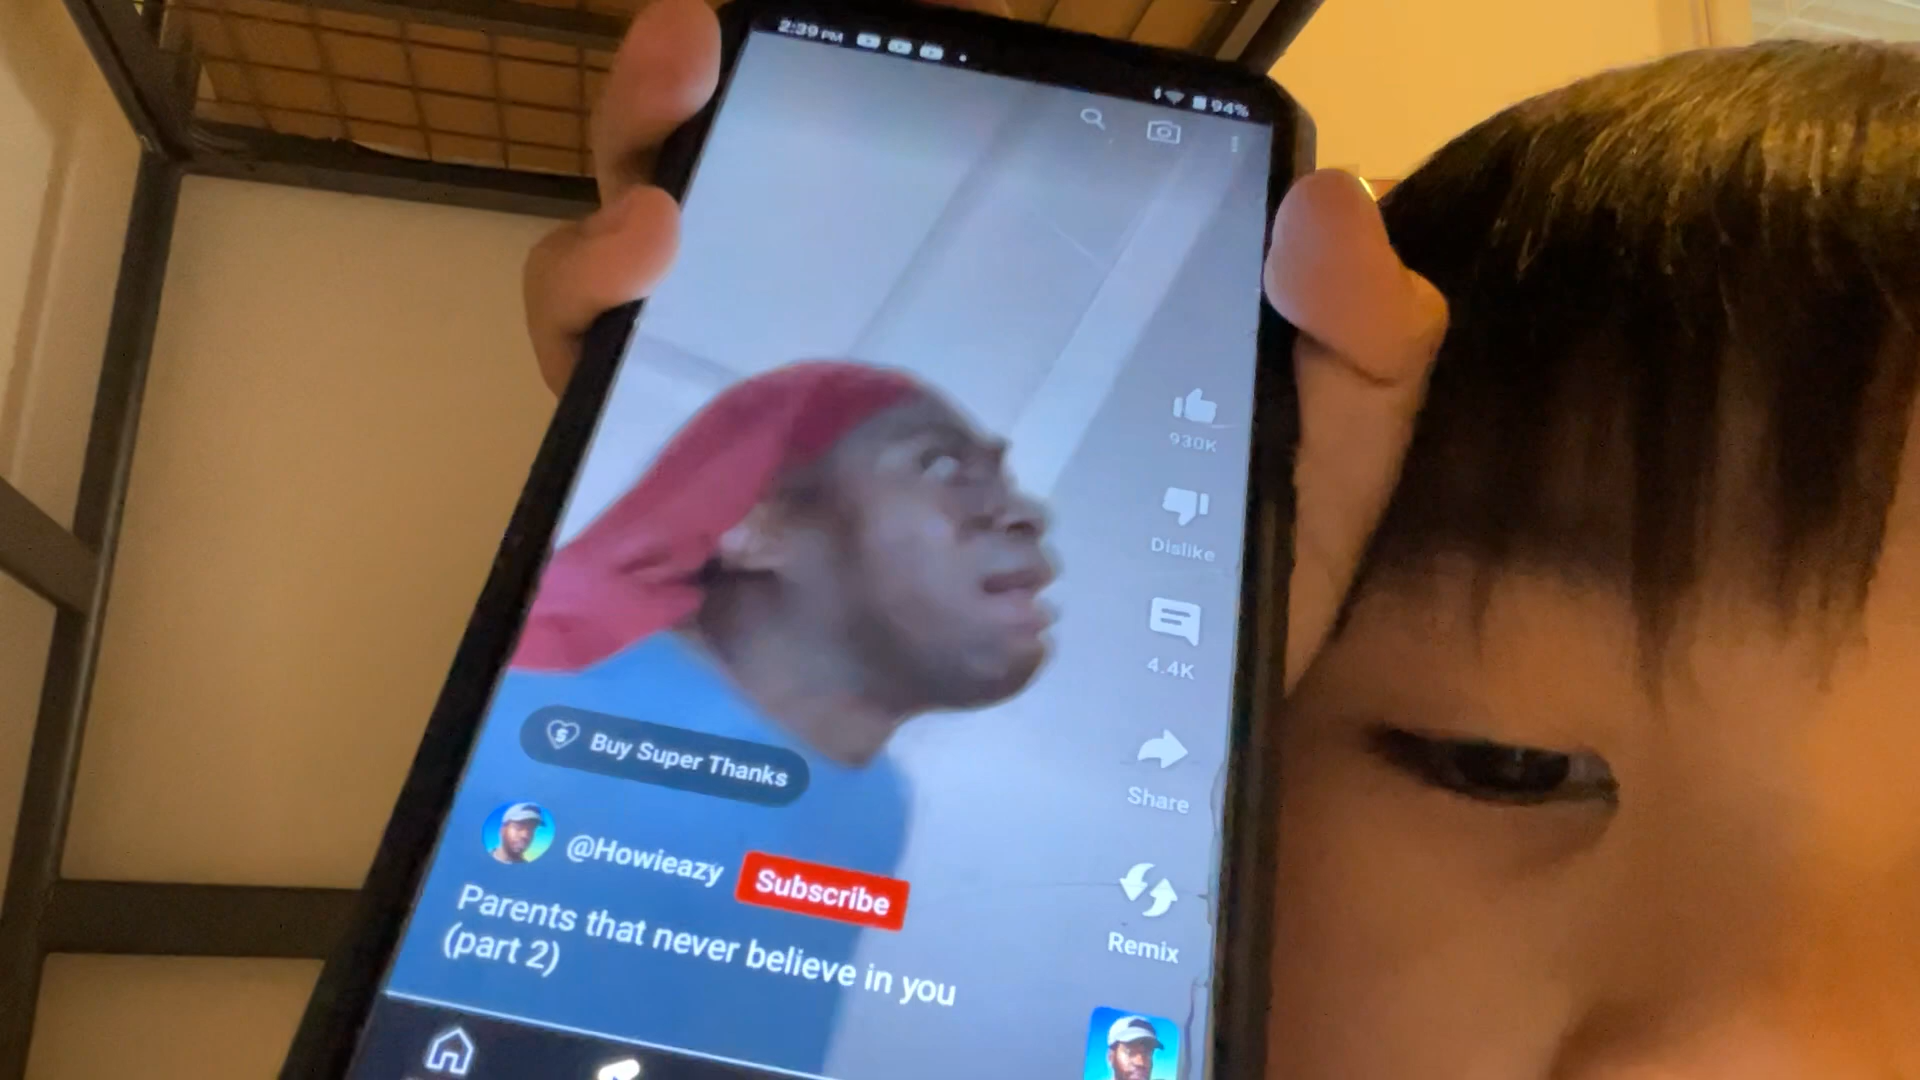 2:39 PM
94%
930K
Dislike
4.4K
Share
Buy Super Thanks
@Howieazy
Subscribe
Remix
Parents that never believe in you
(part 2)